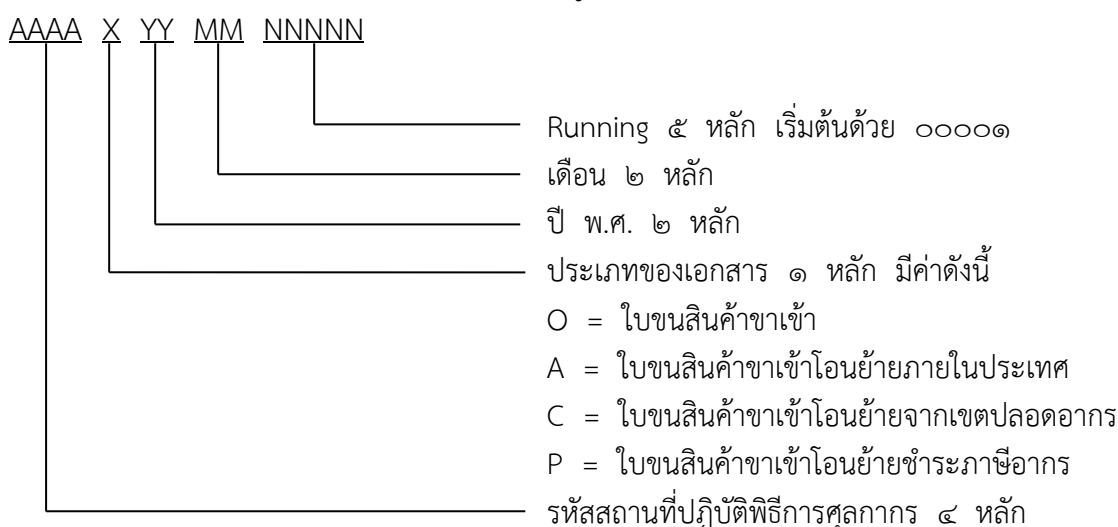 AAAA X YY MM NNNNN
Running ๕ หลัก เริ่มต้นด้วย ๐๐๐๐๑
เดือน ๒ หลัก
ปี พ.ศ. ๒ หลัก
ประเภทของเอกสาร ๑ หลัก มีค่าดังนี้
O = ใบขนสินค้าขาเข้า
A = ใบขนสินค้าขาเข้าโอนย้ายภายในประเทศ
C = ใบขนสินค้าขาเข้าโอนย้ายจากเขตปลอดอากร
P = ใบขนสินค้าขาเข้าโอนย้ายชำระภาษีอากร
รหัสสถานที่ปฏิบัติพิธีการศุลกากร ๔ หลัก